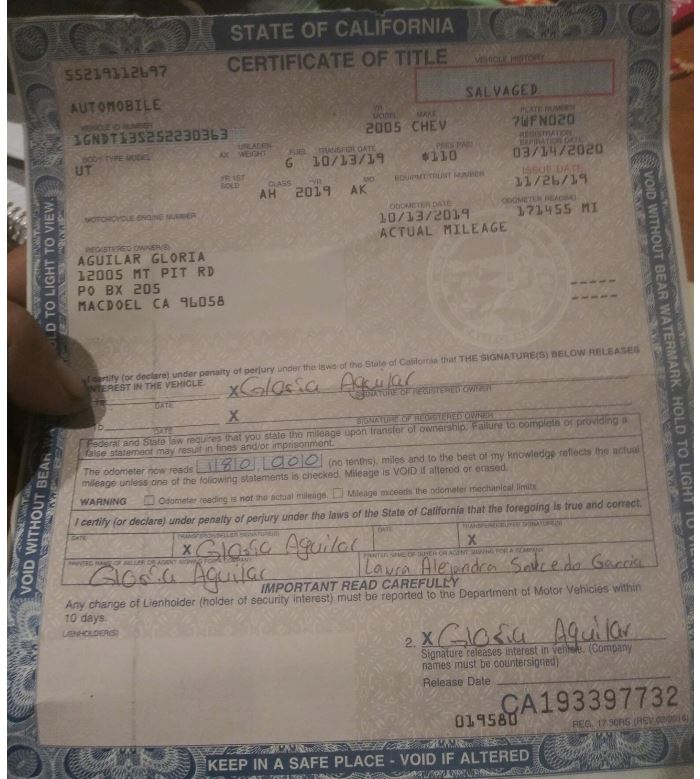 STATE OF CALIFORNIA
CERTIFICATE OF TITLE
VEHICLE HISTORY
55219112697
SALVAGED
AUTOMOBILE
VEHICLE ID NUMBER
YR MODEL
MAKE
PLATE NUMBER
1GNDT13S252230363
2005 CHEV
7WFN020
BODY TYPE MODEL
AX
UNLADEN WEIGHT
FUEL
TRANSFER DATE
FEES PAID
REGISTRATION EXPIRATION DATE
UT
G
10/13/19
$110
03/14/2020
YR 1ST SOLD
CLASS
YR
MO
EQUIPMT/TRUST NUMBER
ISSUE DATE
AH
2019
AK
11/26/19
MOTORCYCLE ENGINE NUMBER
ODOMETER DATE
ODOMETER READING
10/13/2019
171455 MI
ACTUAL MILEAGE
REGISTERED OWNER(S)
AGUILAR GLORIA
12005 MT PIT RD
PO BX 205
MACDOEL CA 96058
I certify (or declare) under penalty of perjury under the laws of the State of California that THE SIGNATURE(S) BELOW RELEASES
INTEREST IN THE VEHICLE.
X Gloria Aguilar
DATE
SIGNATURE OF REGISTERED OWNER
X
DATE
SIGNATURE OF REGISTERED OWNER
Federal and State law requires that you state the mileage upon transfer of ownership. Failure to complete or providing a
false statement may result in fines and/or imprisonment.
The odometer now reads 180 000 (no tenths), miles and to the best of my knowledge reflects the actual
mileage unless one of the following statements is checked. Mileage is VOID if altered or erased.
WARNING Odometer reading is not the actual mileage. Mileage exceeds the odometer mechanical limits.
I certify (or declare) under penalty of perjury under the laws of the State of California that the foregoing is true and correct.
DATE
TRANSFEROR/SELLER SIGNATURE(S)
DATE
TRANSFEREE/BUYER SIGNATURE(S)
X Gloria Aguilar
X
PRINTED NAME OF SELLER OR AGENT SIGNING FOR A COMPANY
PRINTED NAME OF BUYER OR AGENT SIGNING FOR A COMPANY
Gloria Aguilar
Laura Alejandra Salcedo Garcia
IMPORTANT READ CAREFULLY
Any change of Lienholder (holder of security interest) must be reported to the Department of Motor Vehicles within
10 days.
LIENHOLDER(S)
2. X Gloria Aguilar
Signature releases interest in vehicle. (Company
names must be countersigned)
Release Date
CA193397732
019580
REG. 17.30RS (REV 02/2016)
KEEP IN A SAFE PLACE - VOID IF ALTERED
HOLD TO LIGHT TO VIEW
VOID WITHOUT BEAR
VOID WITHOUT BEAR WATERMARK. HOLD TO LIGHT TO